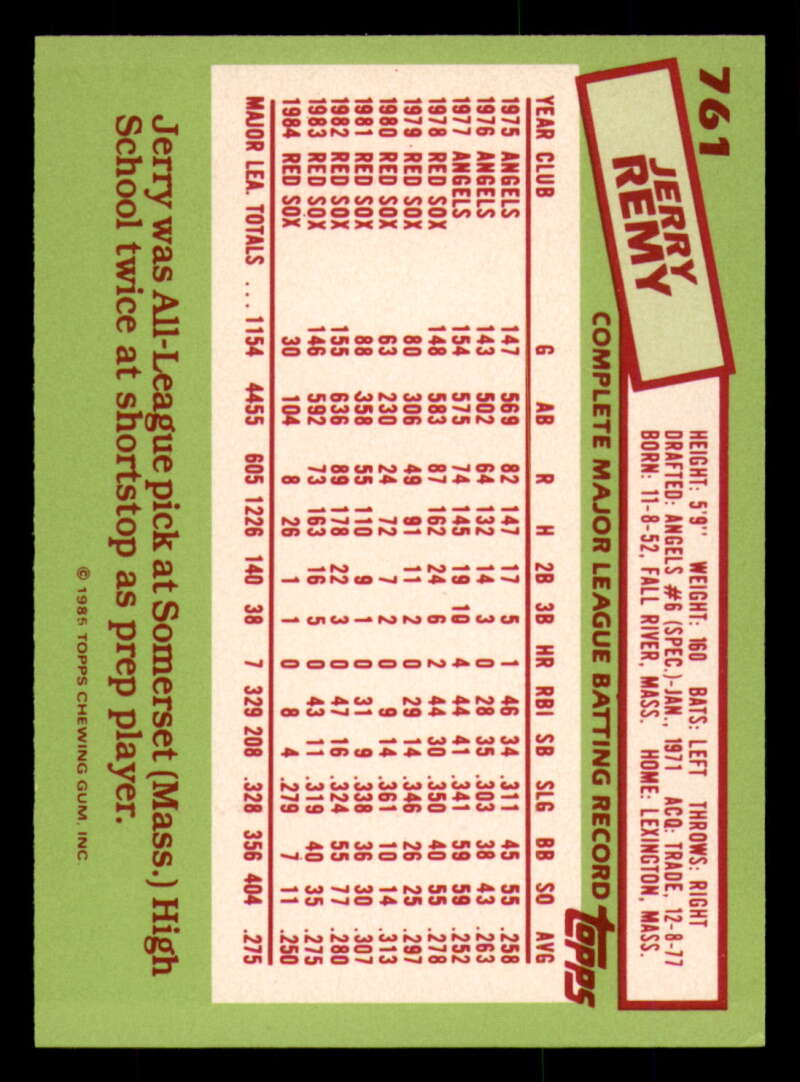 761
JERRY
REMY
HEIGHT: 5'9" WEIGHT: 160 BATS: LEFT THROWS: RIGHT
DRAFTED: ANGELS #6 (SPEC.)-JAN., 1971 ACQ: TRADE, 12-8-77
BORN: 11-8-52, FALL RIVER, MASS. HOME: LEXINGTON, MASS.
COMPLETE MAJOR LEAGUE BATTING RECORD topps
YEAR CLUB G AB R H 2B 3B HR RBI SB SLG BB SO AVG
1975 ANGELS 147 569 82 147 17 5 1 46 34 .311 45 55 .258
1976 ANGELS 143 502 64 132 14 3 0 28 35 .303 38 43 .263
1977 ANGELS 154 575 74 145 19 10 4 44 41 .341 59 59 .252
1978 RED SOX 148 583 87 162 24 6 2 44 30 .350 40 55 .278
1979 RED SOX 80 306 49 91 11 2 0 29 14 .346 26 25 .297
1980 RED SOX 63 230 24 72 7 2 0 9 14 .361 10 14 .313
1981 RED SOX 88 358 55 110 9 1 0 31 9 .338 36 30 .307
1982 RED SOX 155 636 89 178 22 3 0 47 16 .324 55 77 .280
1983 RED SOX 146 592 73 163 16 5 0 43 11 .319 40 35 .275
1984 RED SOX 30 104 8 26 1 1 0 8 4 .279 7 11 .250
MAJOR LEA. TOTALS ... 1154 4455 605 1226 140 38 7 329 208 .328 356 404 .275
Jerry was All-League pick at Somerset (Mass.) High
School twice at shortstop as prep player.
© 1985 TOPPS CHEWING GUM, INC.